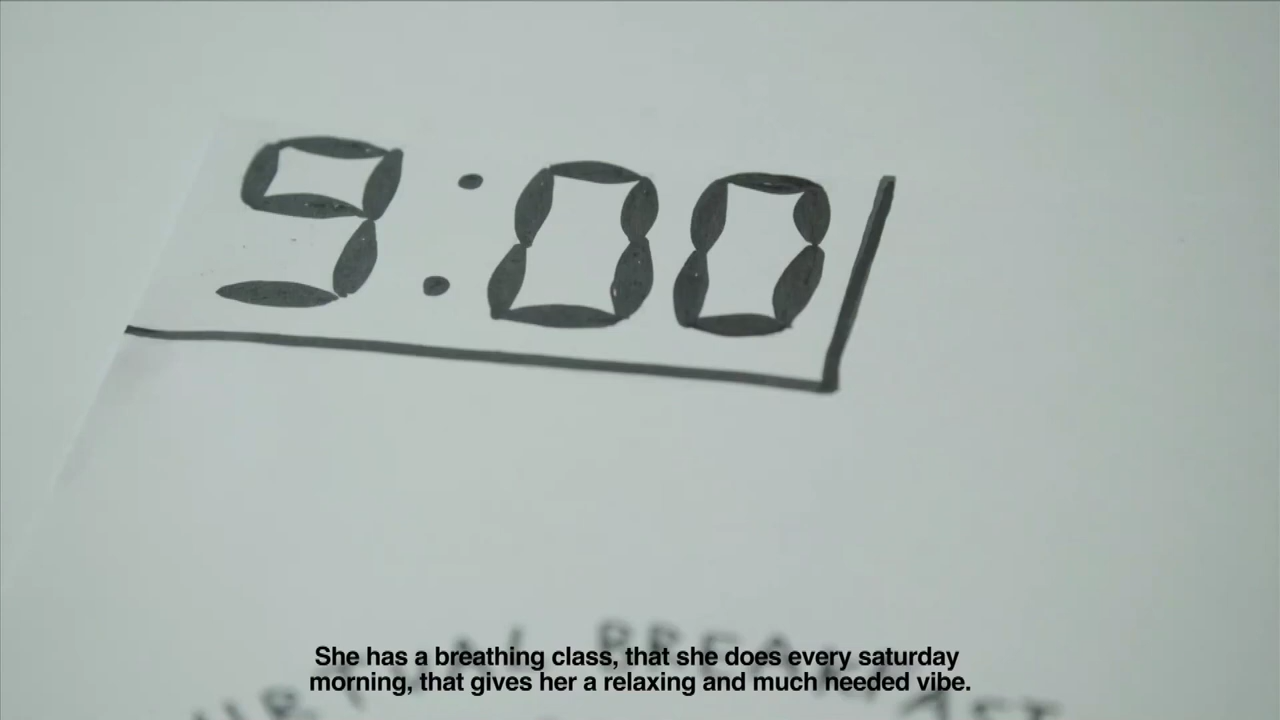 9:00
She has a breathing class, that she does every saturday
morning, that gives her a relaxing and much needed vibe.